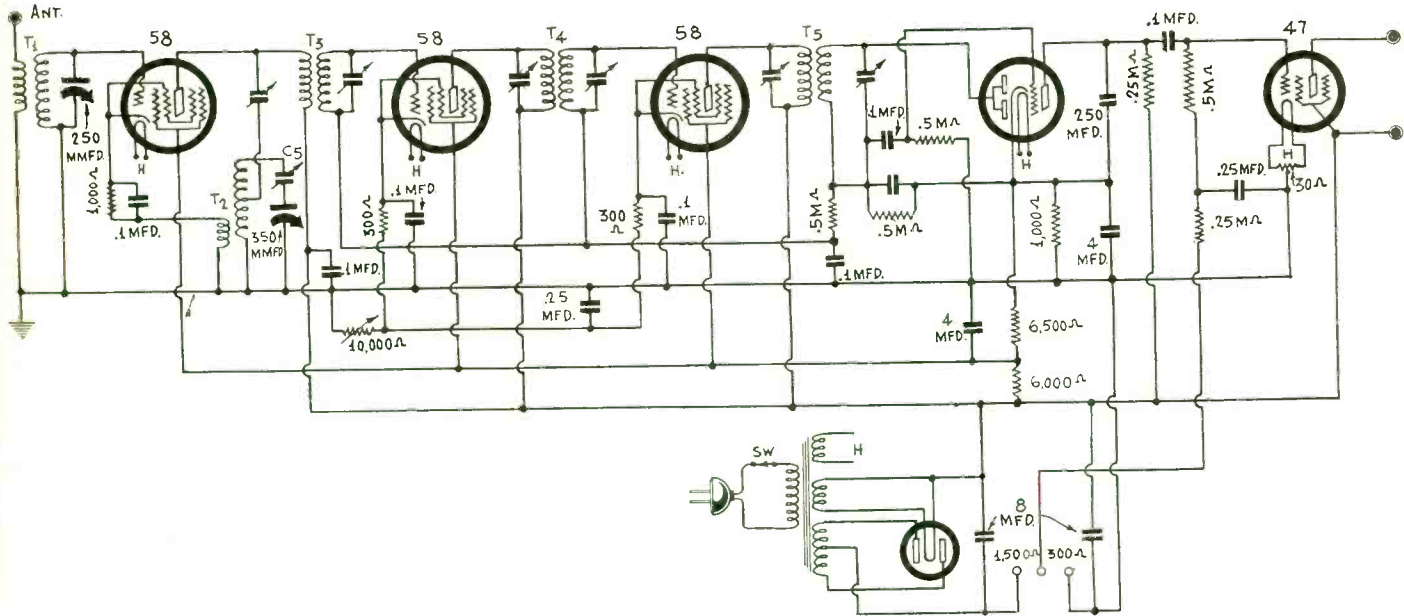 ANT.
T1
58
T3
58
T4
58
T5
.1 MFD.
47
250
MMFD.
H
1,000Ω
.1MFD.
T2
C5
350
MMFD
.1MFD.
H
300Ω
.1 MFD.
10,000Ω
.25
MFD.
H.
300
Ω
.1
MFD.
.5MΩ
.1MFD.
.1MFD.
.5MΩ
.5MΩ
H
1,000Ω
250
MFD.
4
MFD.
.25MΩ
.5MΩ
.25MFD.
.25MΩ
H
30Ω
4
MFD.
6,500Ω
6,000Ω
SW
H
8
MFD.
1,500Ω
300Ω